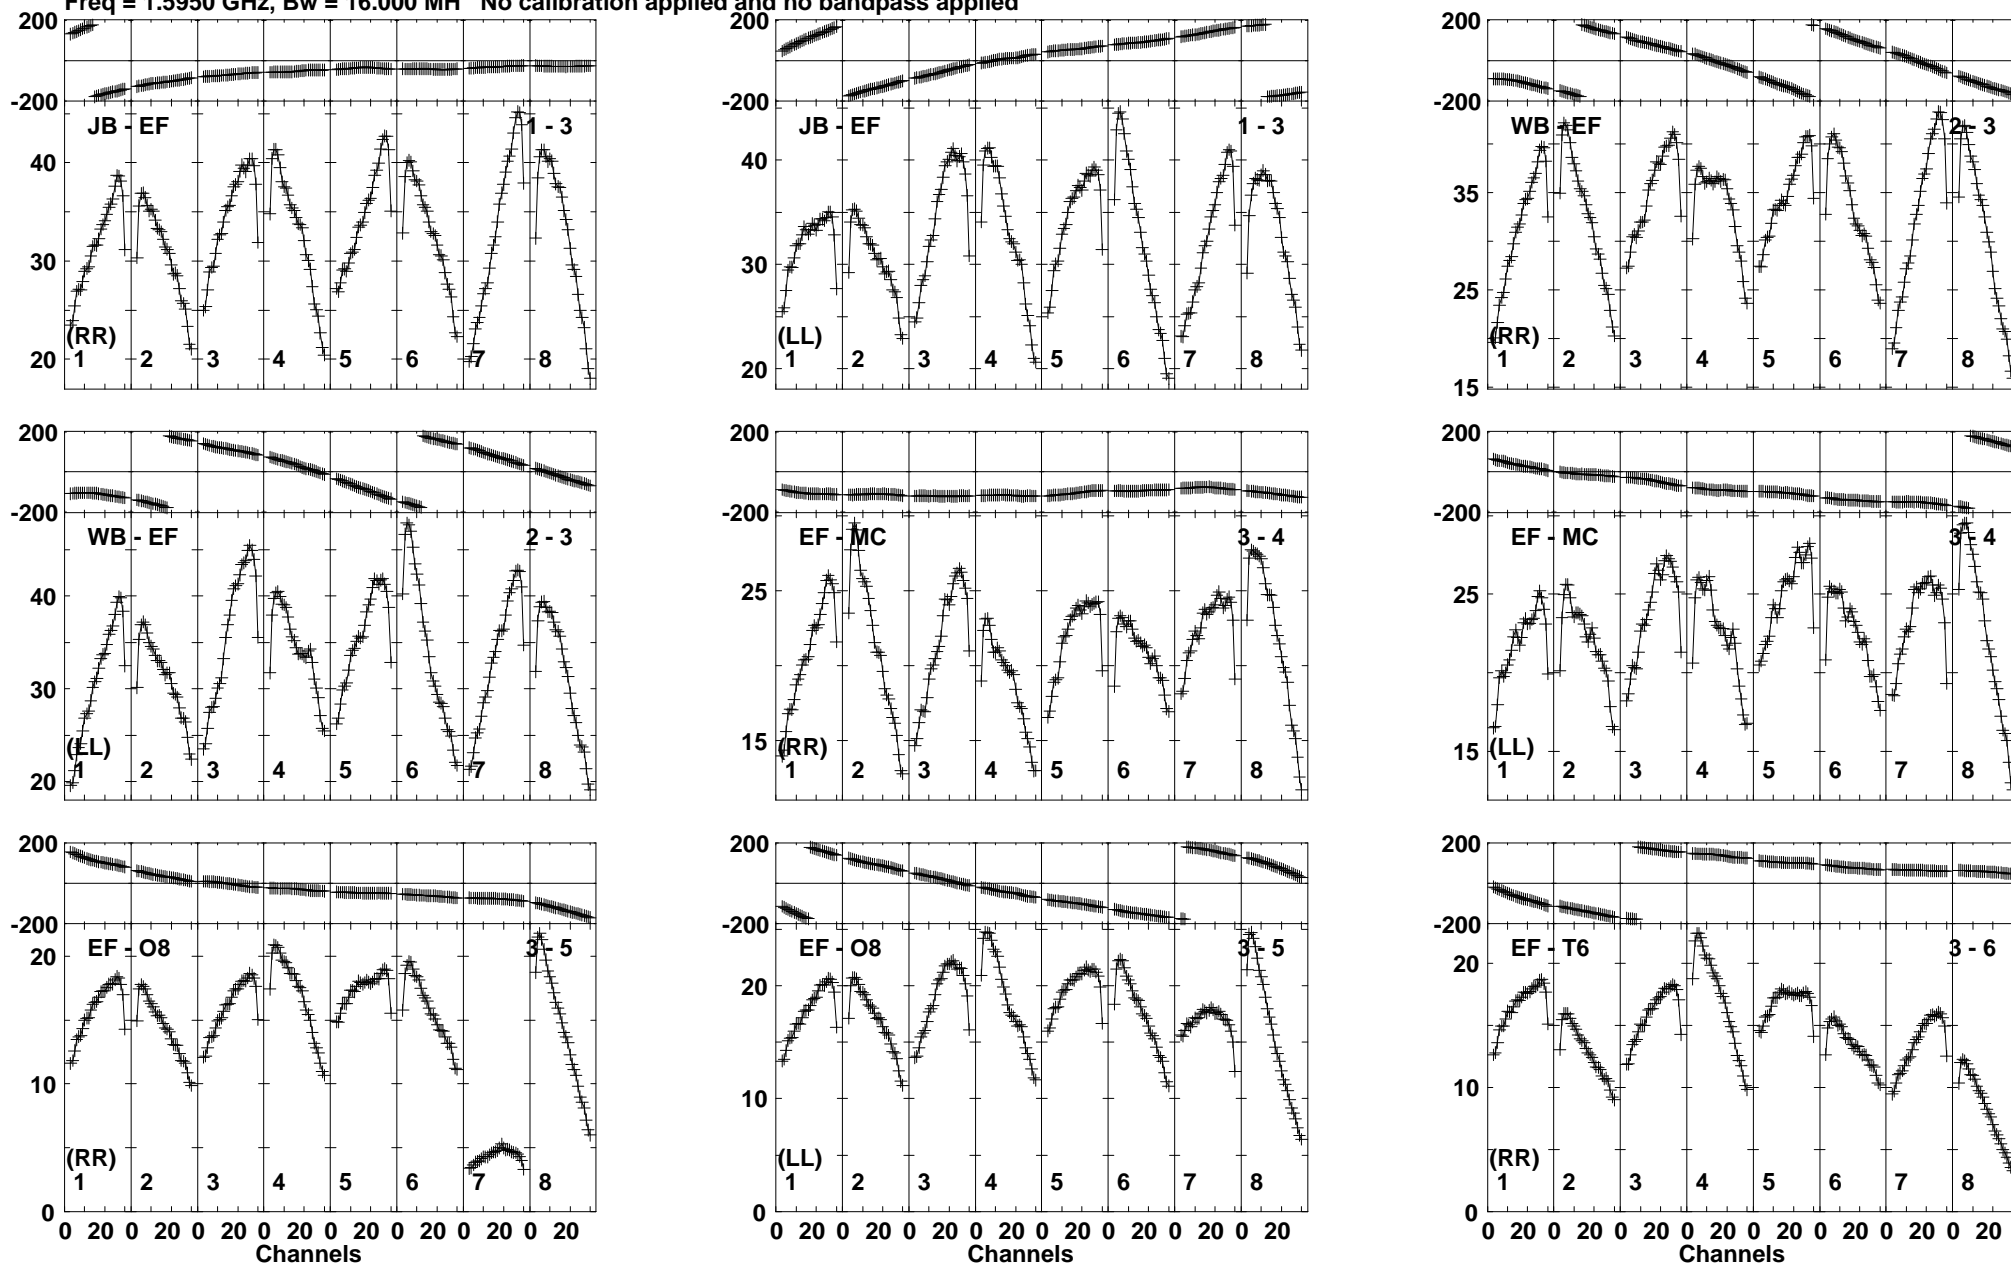 Freq = 1.5950 GHz, Bw = 16.000 MH No calibration applied and no bandpass applied
200 200 200
-200 -200 -200
JB - EF 1 - 3 JB - EF 1 - 3 WB - EF 2 - 3
40 40 35
30 30 25
(RR) (LL) (RR)
20 20 15
1 2 3 4 5 6 7 8 1 2 3 4 5 6 7 8 1 2 3 4 5 6 7 8
200 200 200
-200 -200 -200
WB - EF 2 - 3 EF - MC 3 - 4 EF - MC 3 - 4
40 25 25
30 15 15
(LL) (RR) (LL)
20
1 2 3 4 5 6 7 8 1 2 3 4 5 6 7 8 1 2 3 4 5 6 7 8
200 200 200
-200 -200 -200
EF - O8 3 - 5 EF - O8 3 - 5 EF - T6 3 - 6
20 20 20
10 10 10
(RR) (LL) (RR)
1 2 3 4 5 6 7 8 1 2 3 4 5 6 7 8 1 2 3 4 5 6 7 8
0 0 0
0 20 0 20 0 20 0 20 0 20 0 20 0 20 0 20 0 20 0 20 0 20 0 20 0 20 0 20 0 20 0 20 0 20 0 20 0 20 0 20 0 20 0 20 0 20 0 20
Channels Channels Channels